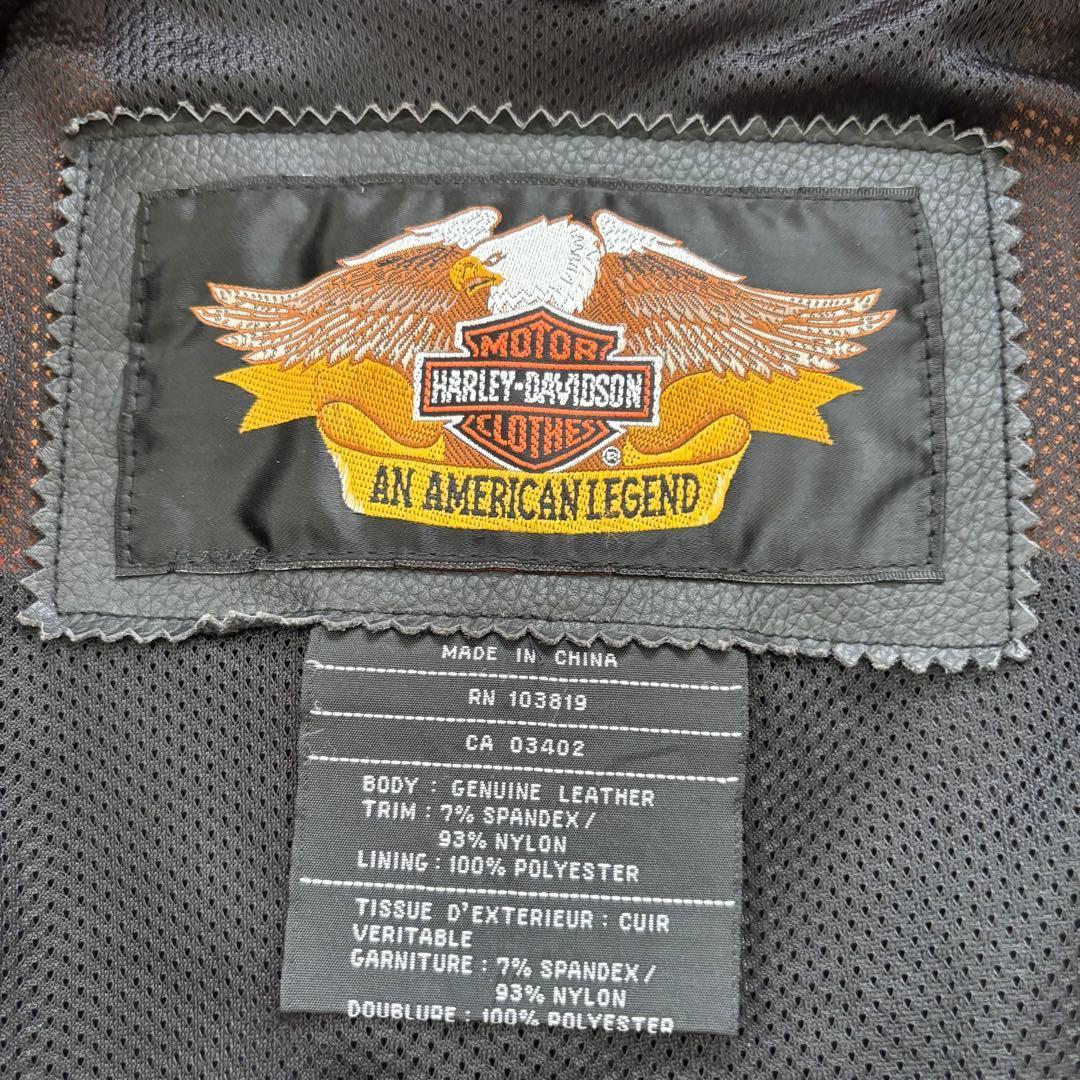 MOTOR
HARLEY-DAVIDSON
CLOTHES
®
AN AMERICAN LEGEND
MADE IN CHINA
RN 103819
CA 03402
BODY : GENUINE LEATHER
TRIM : 7% SPANDEX/
93% NYLON
LINING : 100% POLYESTER
TISSUE D'EXTERIEUR : CUIR
VERITABLE
GARNITURE : 7% SPANDEX/
93% NYLON
DOUBLURE : 100% POLYESTER